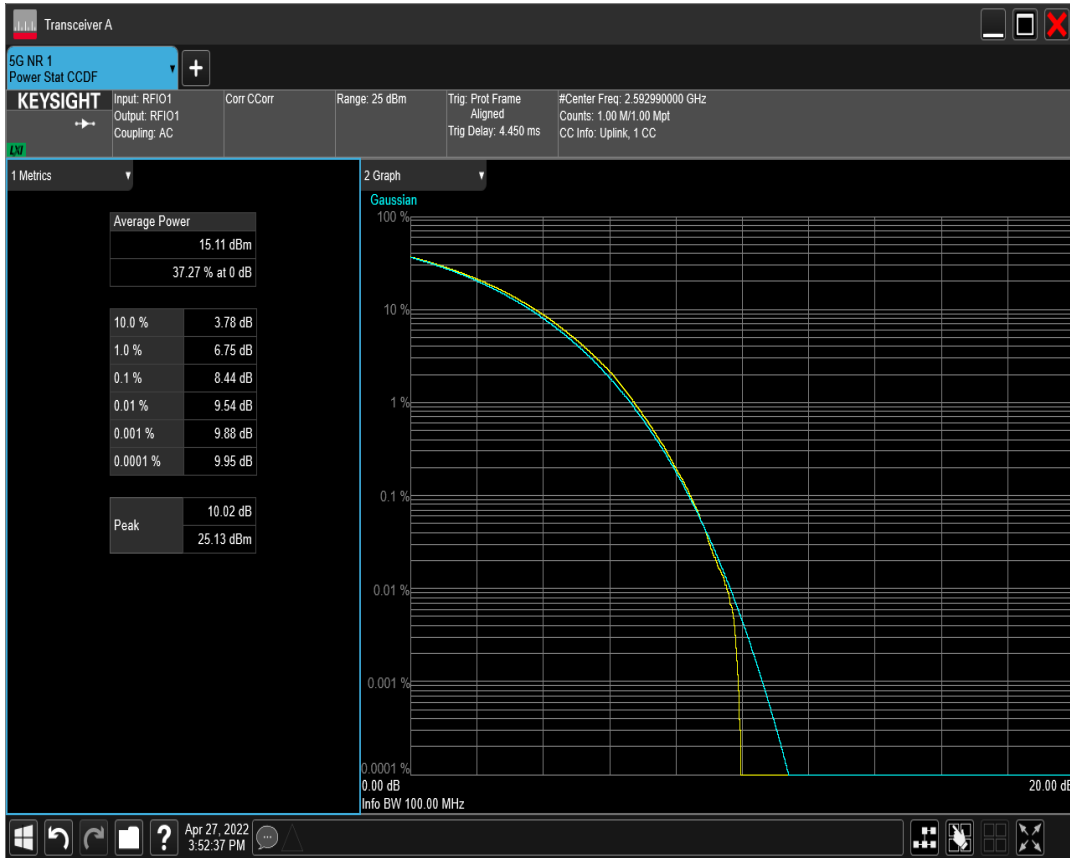 Transceiver A
5G NR 1
Power Stat CCDF
KEYSIGHT
LXI
Input: RFIO1
Output: RFIO1
Coupling: AC
Corr CCorr
Range: 25 dBm
Trig: Prot Frame
Aligned
Trig Delay: 4.450 ms
#Center Freq: 2.592990000 GHz
Counts: 1.00 M/1.00 Mpt
CC Info: Uplink, 1 CC
1 Metrics
Average Power
15.11 dBm
37.27 % at 0 dB
10.0 % 3.78 dB
1.0 % 6.75 dB
0.1 % 8.44 dB
0.01 % 9.54 dB
0.001 % 9.88 dB
0.0001 % 9.95 dB
Peak
10.02 dB
25.13 dBm
2 Graph
Gaussian
100 %
10 %
1 %
0.1 %
0.01 %
0.001 %
0.0001 %
0.00 dB
20.00 dB
Info BW 100.00 MHz
Apr 27, 2022
3:52:37 PM